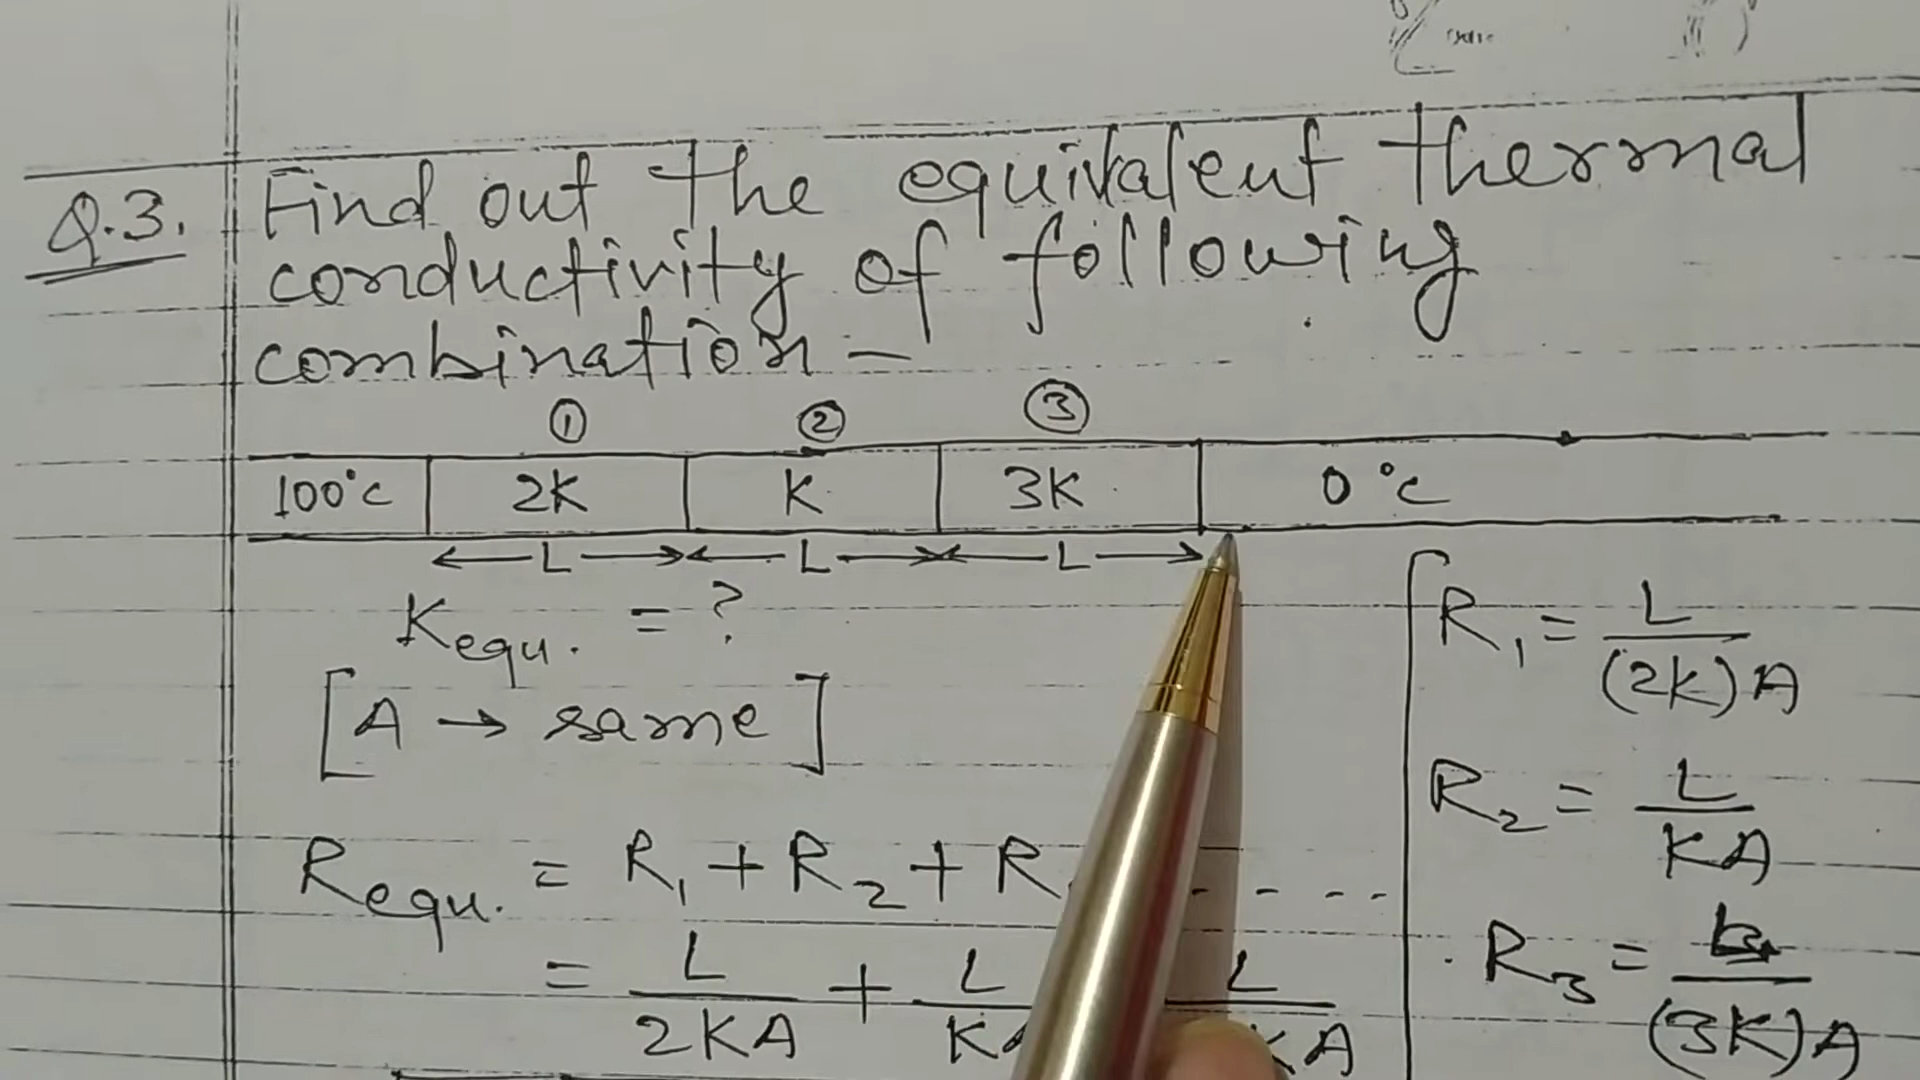 Q.3. Find out the equivalent thermal
conductivity of following
combination -
① ② ③
100°c 2K K 3K 0°c
L L L
Kequ. = ?
[A → same]
Requ. = R1 + R2 + R
= L/2KA + L/K + L/KA
R1 = L/(2K)A
R2 = L/KA
R3 = L/(3K)A